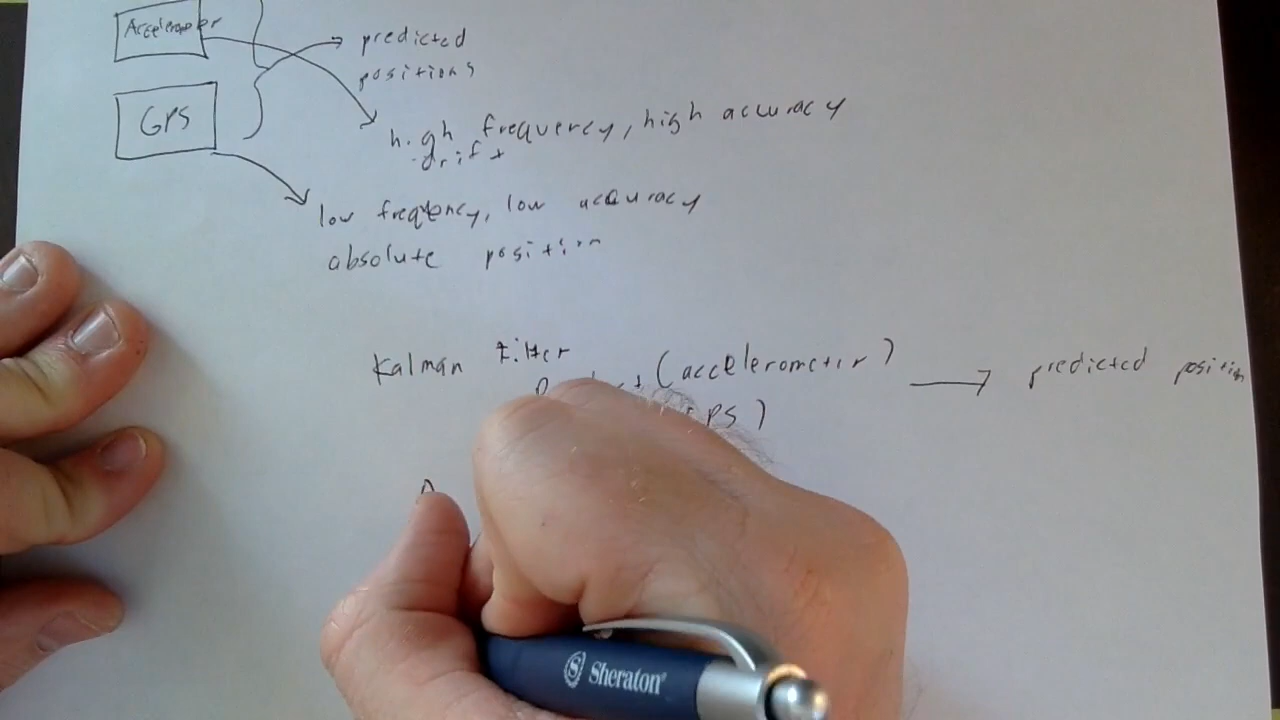 Accelerometer
predicted
positions
GPS
high frequency, high accuracy
drift
low frequency, low accuracy
absolute position
Kalman Filter
(accelerometer) → predicted position
GPS)
S Sheraton